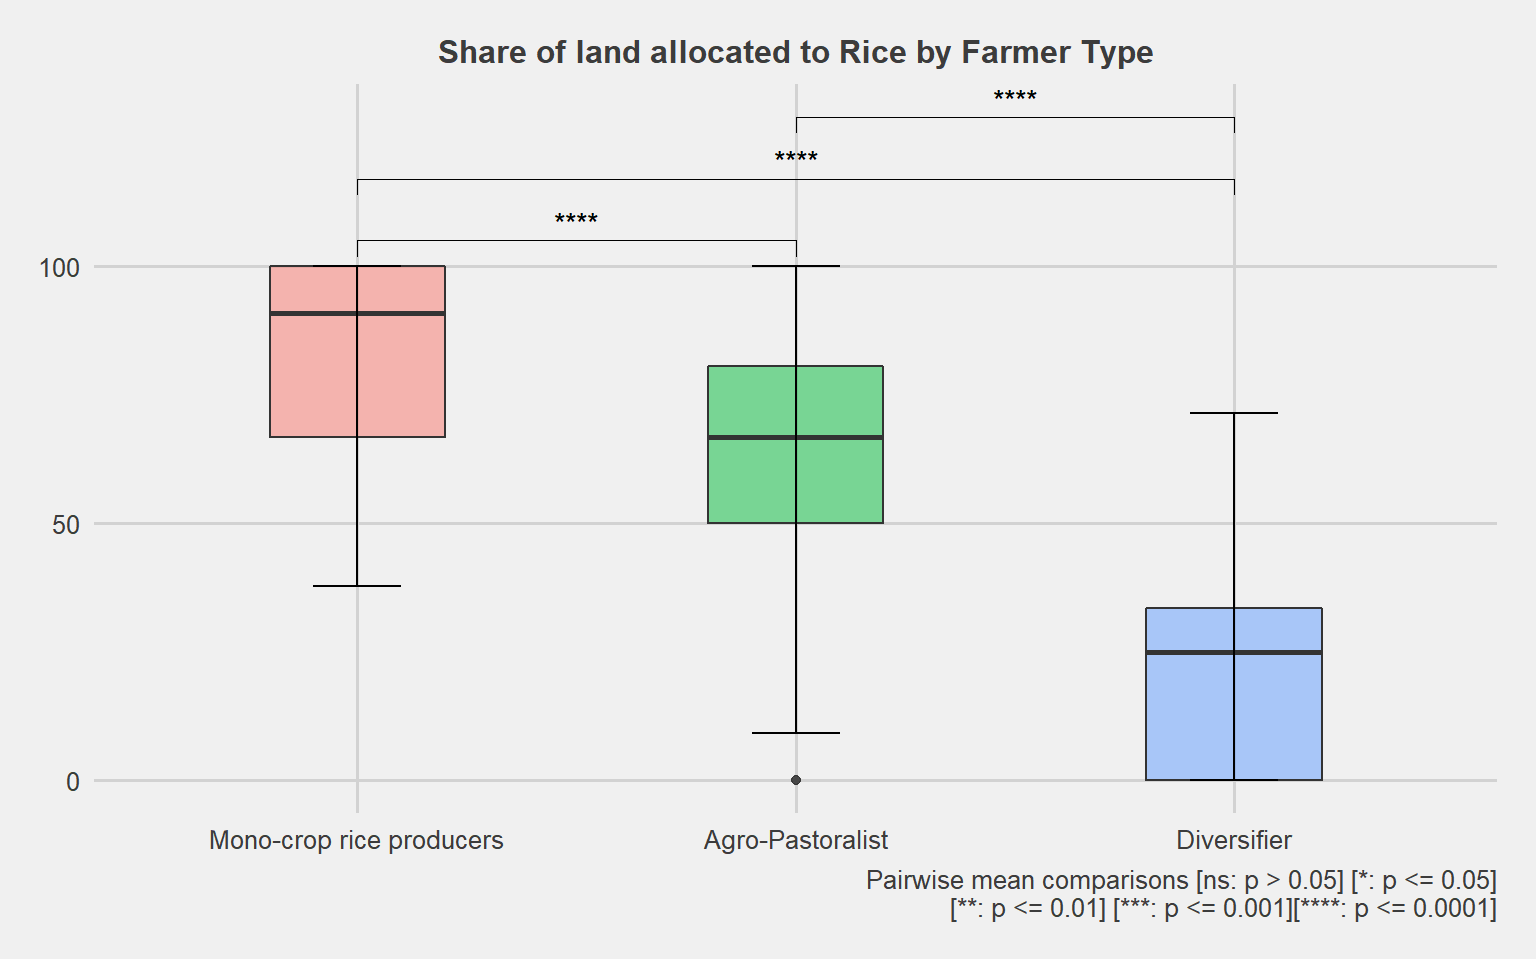 Share of land allocated to Rice by Farmer Type
****
****
****
100
50
0
Mono-crop rice producers
Agro-Pastoralist
Diversifier
Pairwise mean comparisons [ns: p > 0.05] [*: p <= 0.05]
[**: p <= 0.01] [***: p <= 0.001][****: p <= 0.0001]